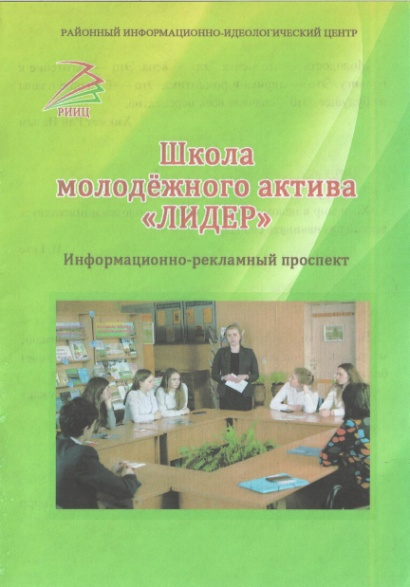 РАЙОННЫЙ ИНФОРМАЦИОННО-ИДЕОЛОГИЧЕСКИЙ ЦЕНТР
РИИЦ
Школа
молодёжного актива
«ЛИДЕР»
Информационно-рекламный проспект